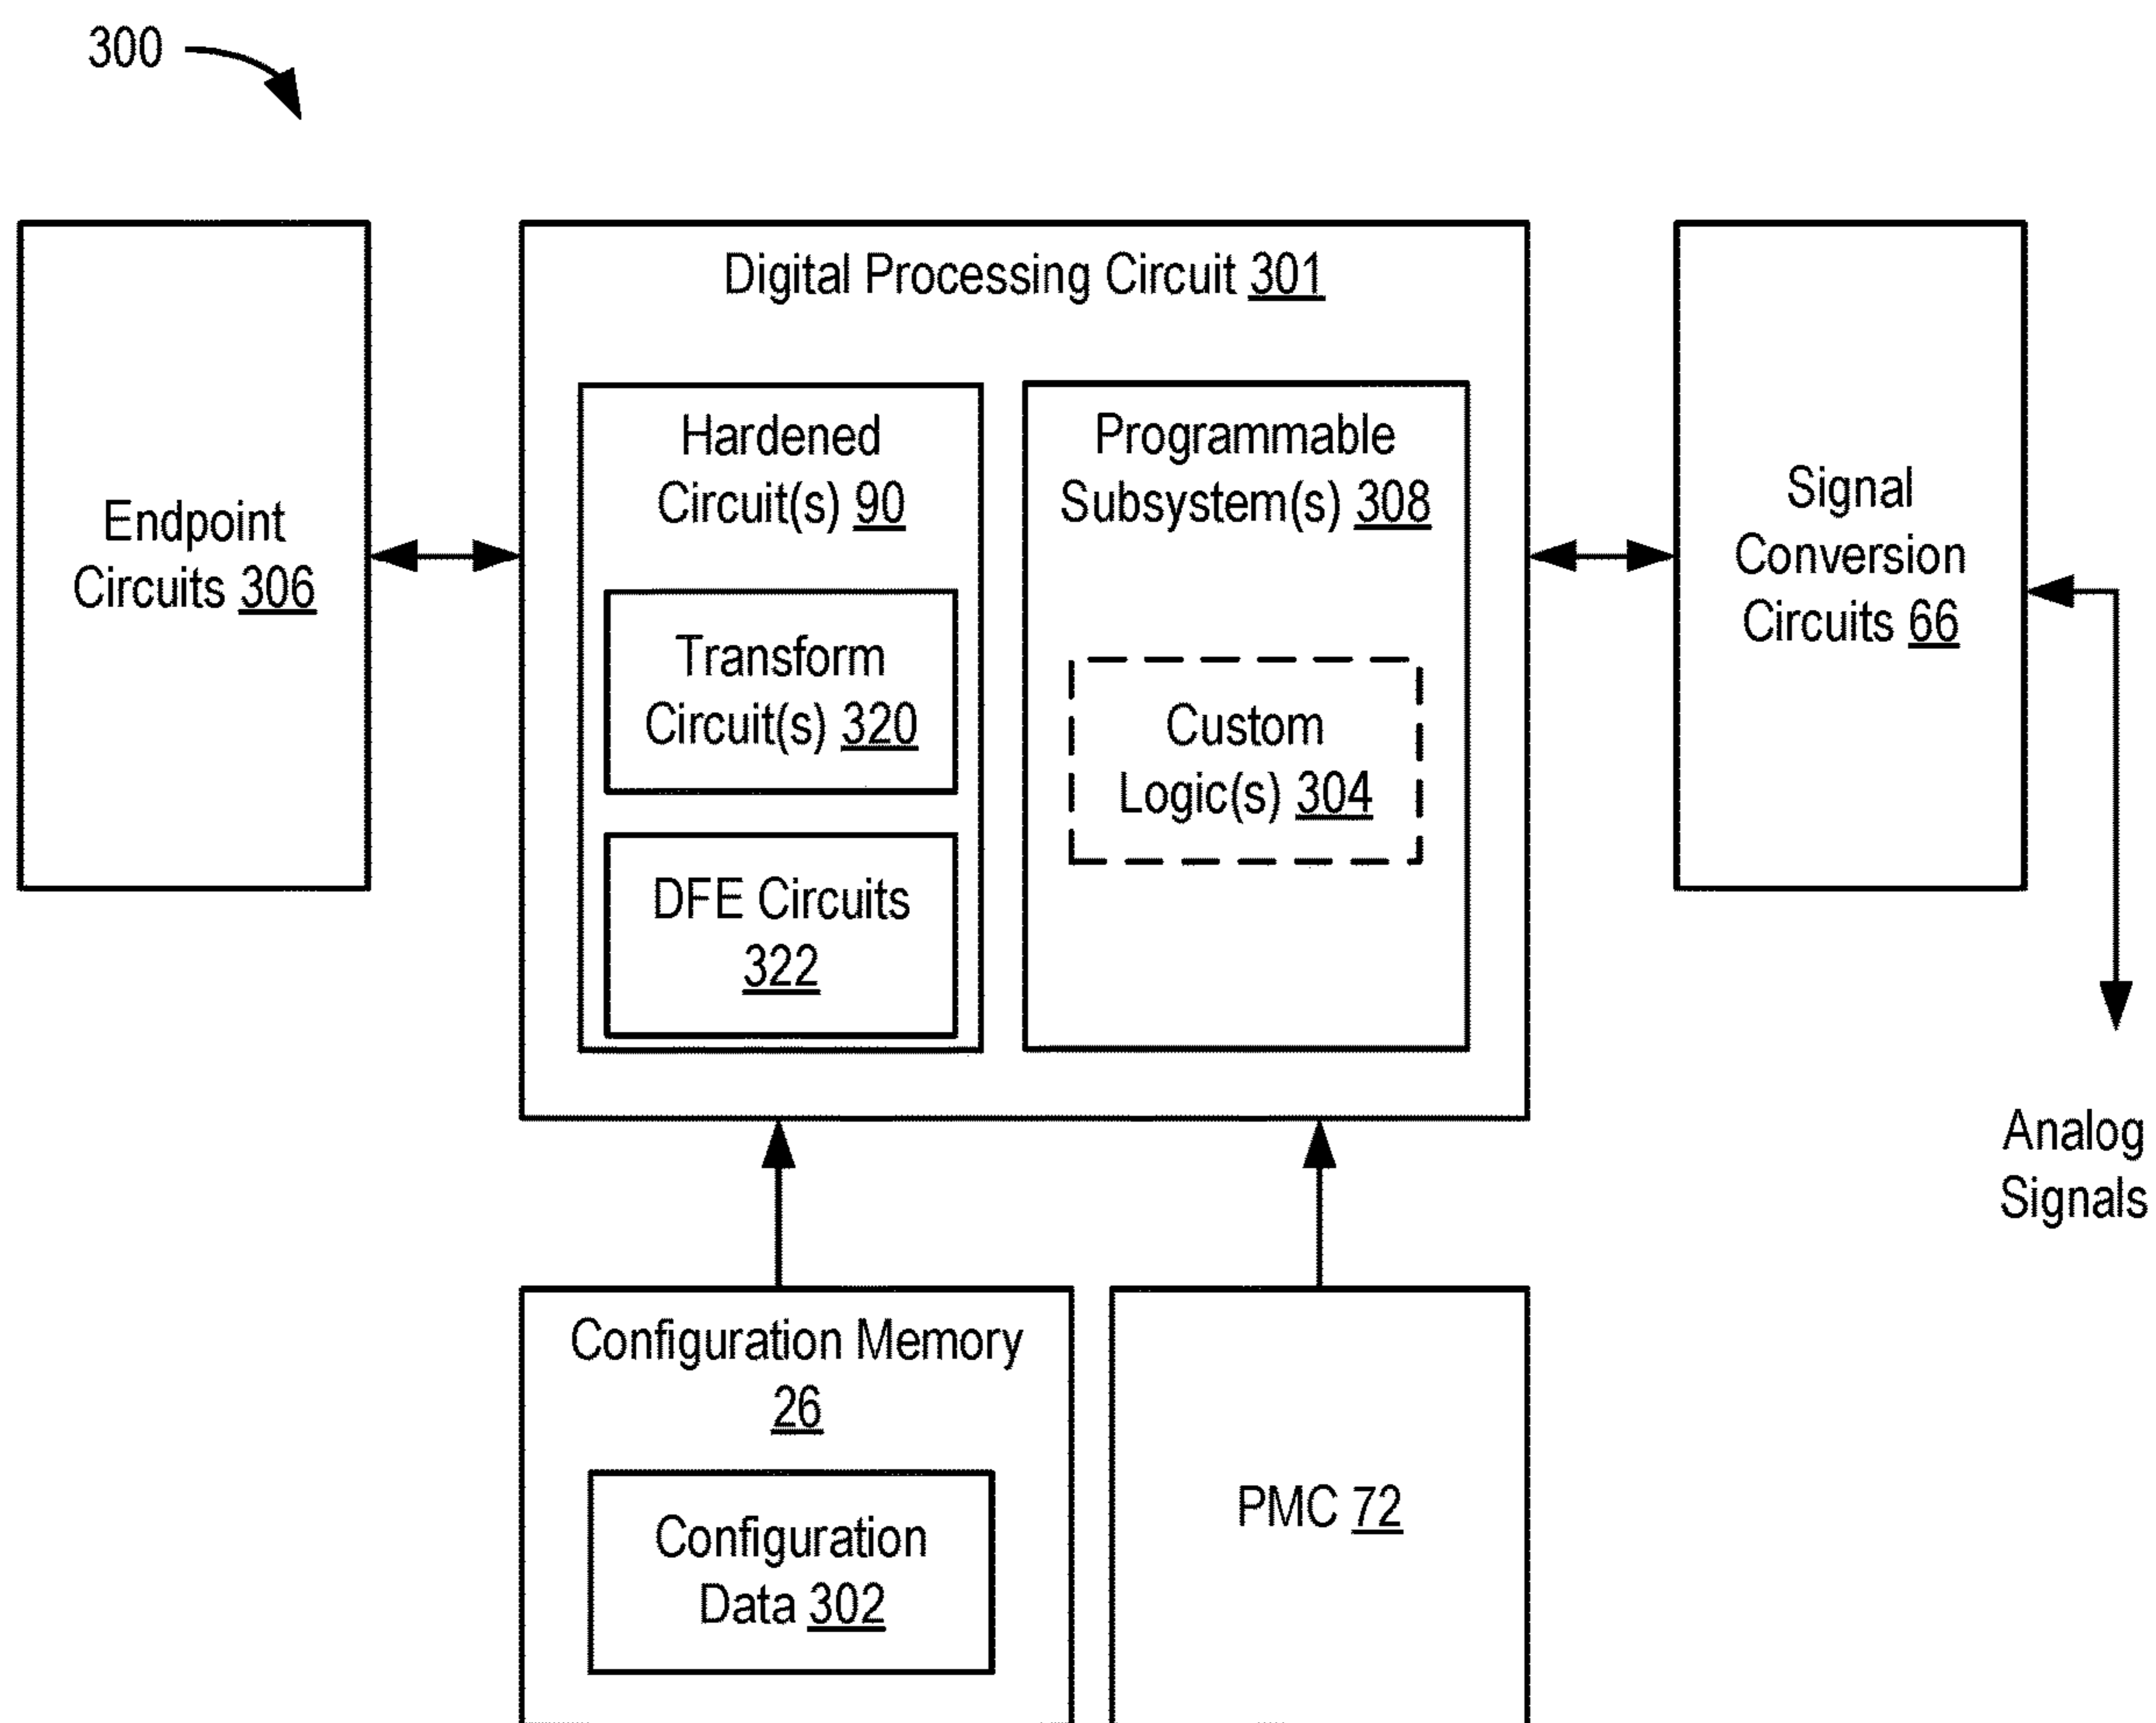 300
Digital Processing Circuit 301
Endpoint
Circuits 306
Hardened
Circuit(s) 90
Transform
Circuit(s) 320
DFE Circuits
322
Programmable
Subsystem(s) 308
Custom
Logic(s) 304
Signal
Conversion
Circuits 66
Analog
Signals
Configuration Memory
26
Configuration
Data 302
PMC 72